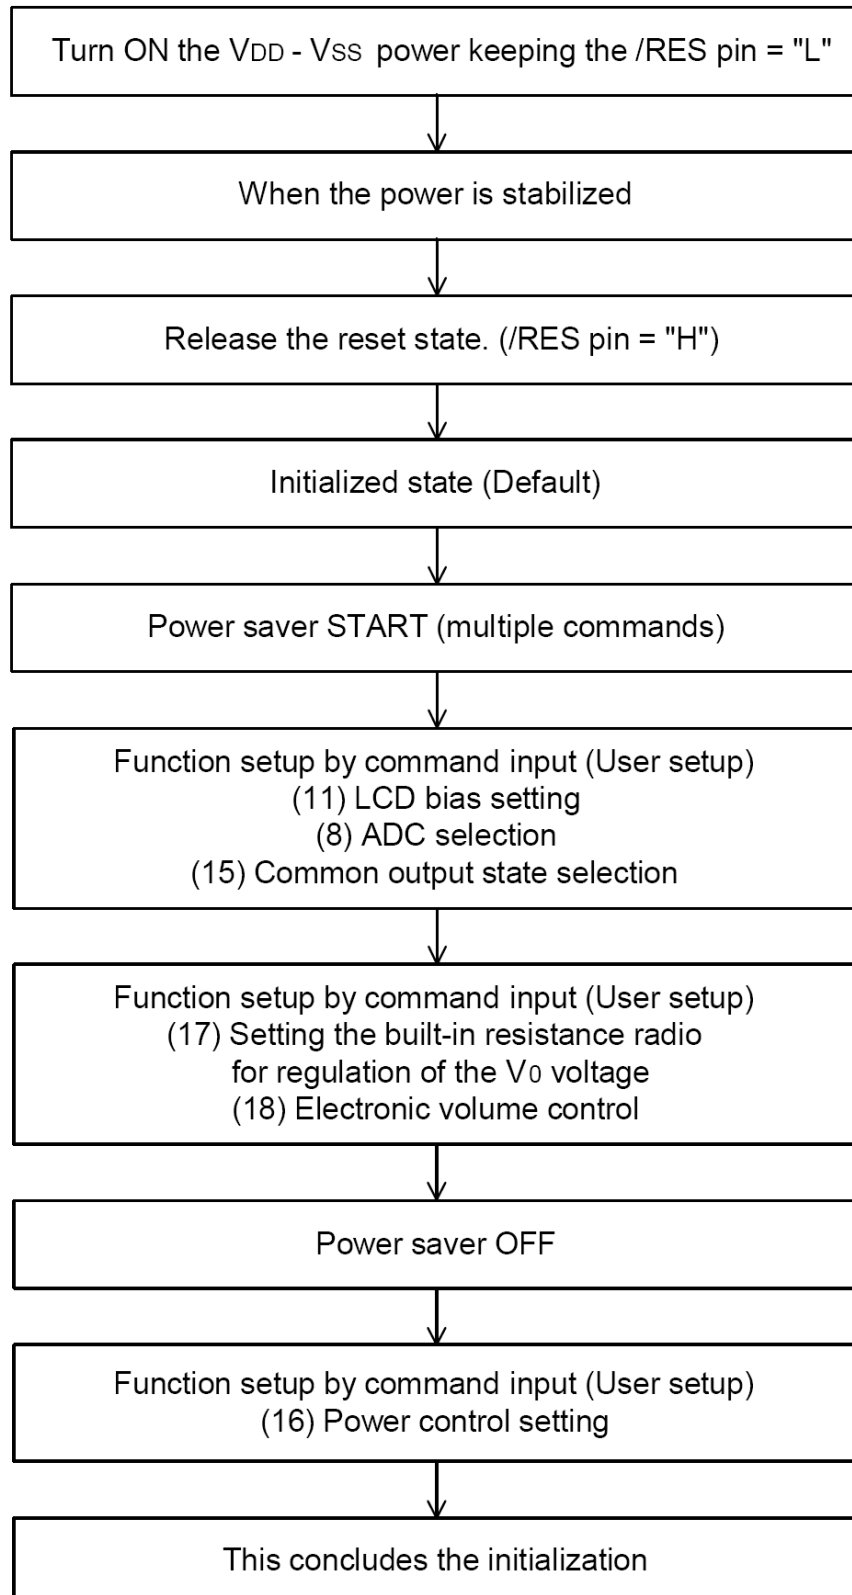 Turn ON the VDD - VSS power keeping the /RES pin = "L"
When the power is stabilized
Release the reset state. (/RES pin = "H")
Initialized state (Default)
Power saver START (multiple commands)
Function setup by command input (User setup)
(11) LCD bias setting
(8) ADC selection
(15) Common output state selection
Function setup by command input (User setup)
(17) Setting the built-in resistance radio
for regulation of the V0 voltage
(18) Electronic volume control
Power saver OFF
Function setup by command input (User setup)
(16) Power control setting
This concludes the initialization